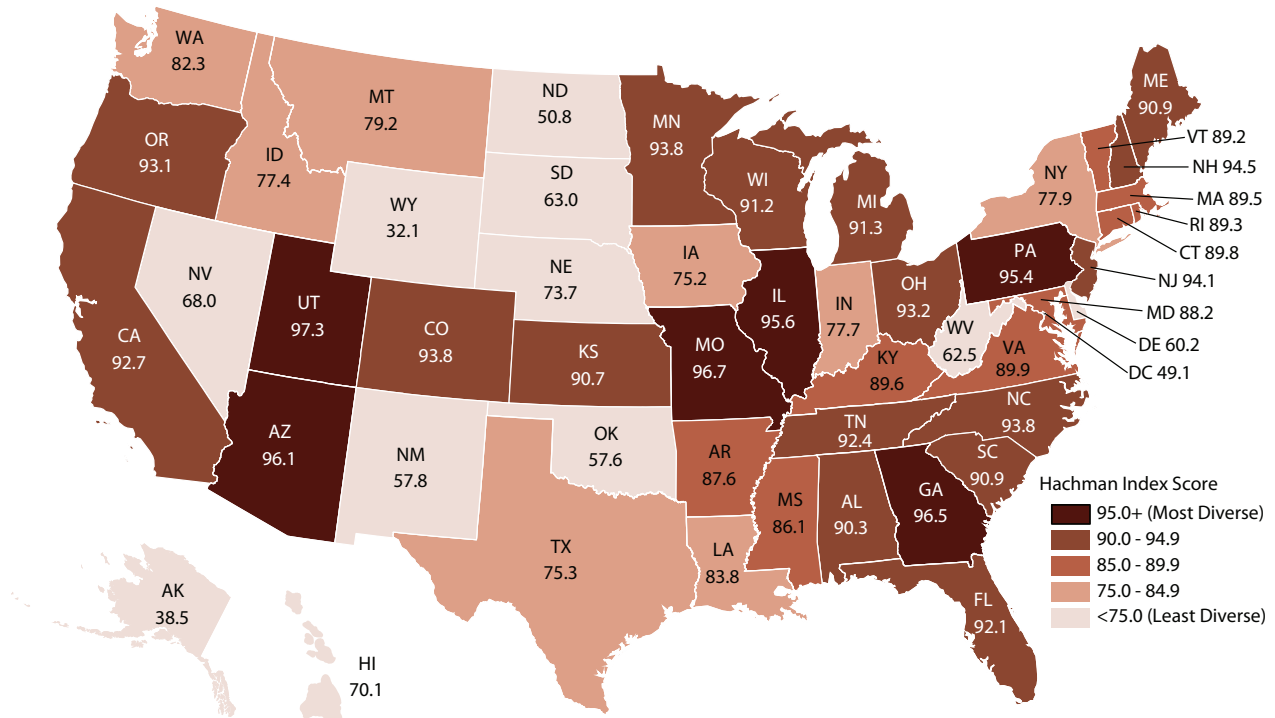 WA
82.3
MT
79.2
ND
50.8
MN
93.8
ME
90.9
OR
93.1
ID
77.4
SD
63.0
WI
91.2
MI
91.3
NY
77.9
VT 89.2
NH 94.5
MA 89.5
RI 89.3
CT 89.8
NJ 94.1
MD 88.2
DE 60.2
DC 49.1
WY
32.1
NV
68.0
UT
97.3
CO
93.8
NE
73.7
IA
75.2
IL
95.6
IN
77.7
OH
93.2
PA
95.4
CA
92.7
KS
90.7
MO
96.7
KY
89.6
WV
62.5
VA
89.9
AZ
96.1
NM
57.8
OK
57.6
AR
87.6
TN
92.4
NC
93.8
SC
90.9
TX
75.3
LA
83.8
MS
86.1
AL
90.3
GA
96.5
FL
92.1
AK
38.5
HI
70.1
Hachman Index Score
95.0+ (Most Diverse)
90.0 - 94.9
85.0 - 89.9
75.0 - 84.9
<75.0 (Least Diverse)